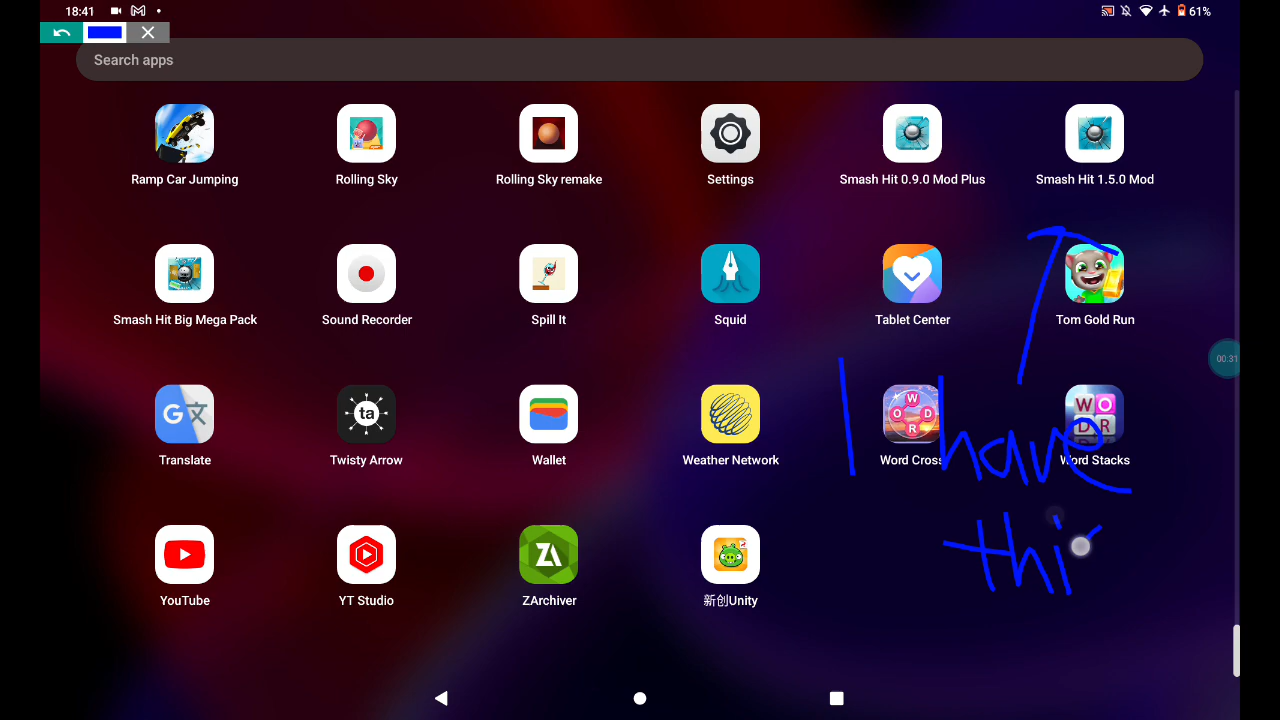 18:41
61%
Search apps
Ramp Car Jumping
Rolling Sky
Rolling Sky remake
Settings
Smash Hit 0.9.0 Mod Plus
Smash Hit 1.5.0 Mod
Smash Hit Big Mega Pack
Sound Recorder
Spill It
Squid
Tablet Center
Tom Gold Run
00:31
Translate
Twisty Arrow
Wallet
Weather Network
Word Cross
Word Stacks
I have
thi
YouTube
YT Studio
ZArchiver
新创Unity